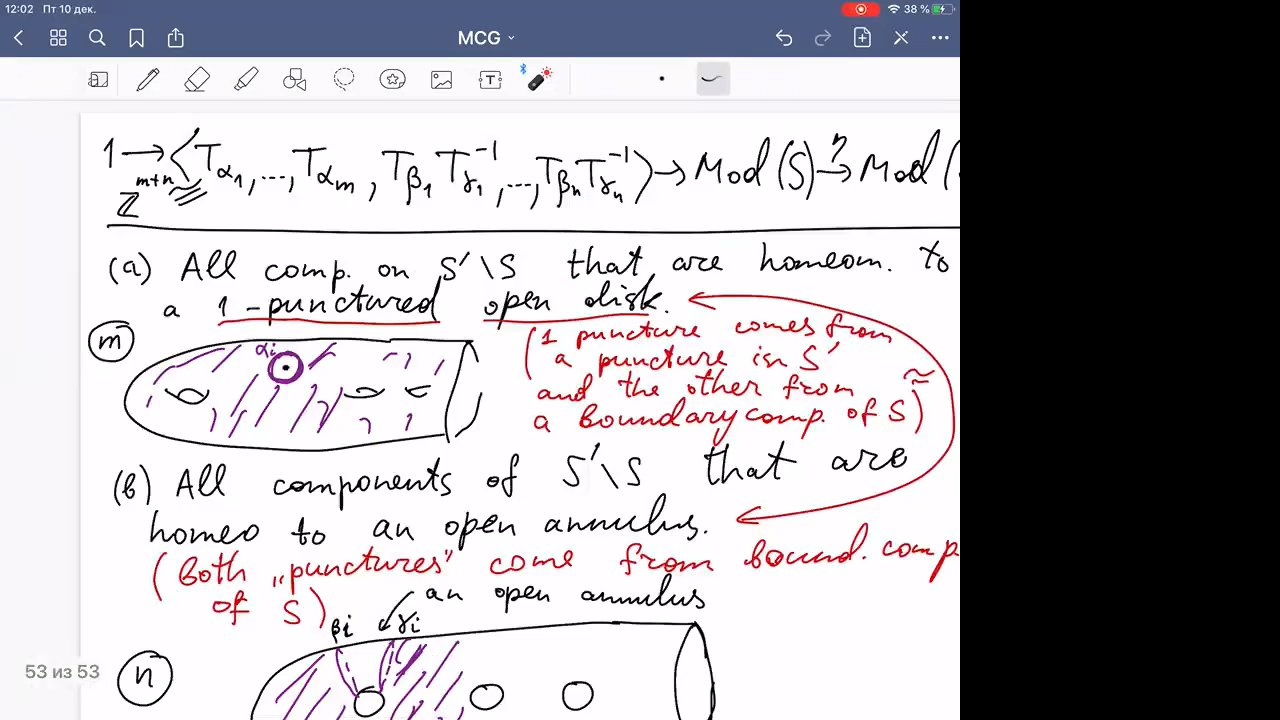 12:02 Пт 10 дек. 38 %
MCG
1 → ⟨T_α₁, ..., T_αₘ, T_β₁ T_γ₁⁻¹, ..., T_βₙ T_γₙ⁻¹⟩ → Mod(S) →^η Mod(
ℤ^{m+n} ≈
(a) All comp. on S'\S that are homeom. to
a 1-punctured open disk.
(1 puncture comes from
a puncture in S'
and the other from
a boundary comp. of S)
m
αᵢ
(b) All components of S'\S that are
homeo to an open annulus.
(Both „punctures" come from bound. comp
of S)
an open annulus
βᵢ γᵢ
n
53 из 53